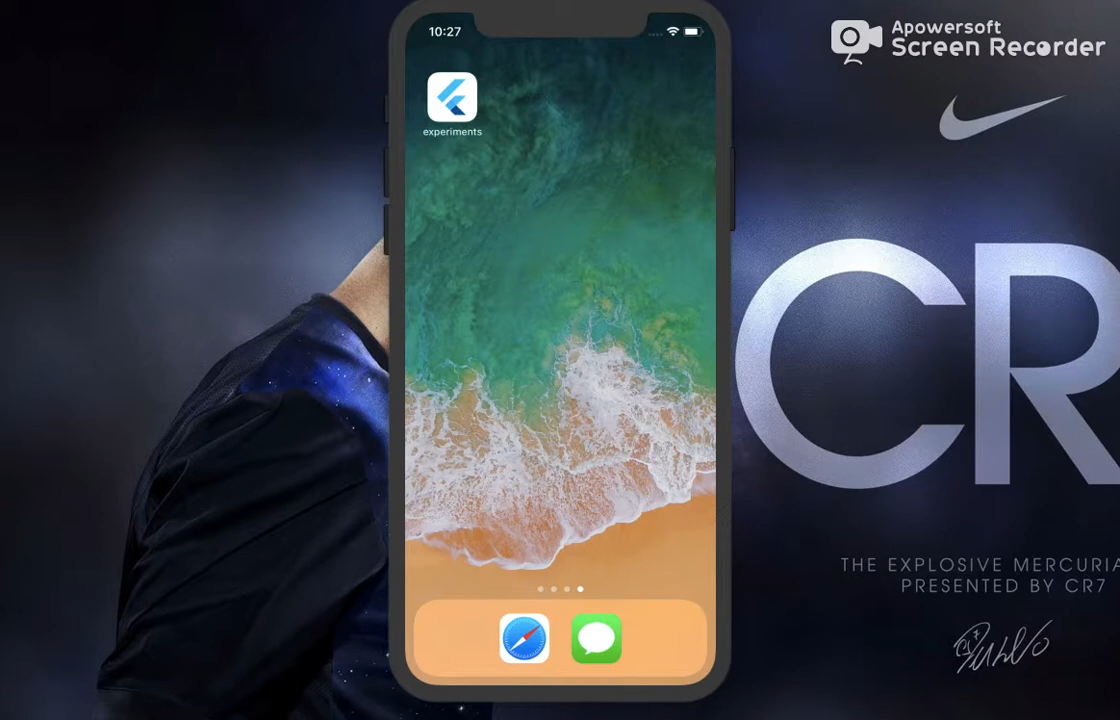 10:27
experiments
Apowersoft
Screen Recorder
CR
THE EXPLOSIVE MERCURIA
PRESENTED BY CR7